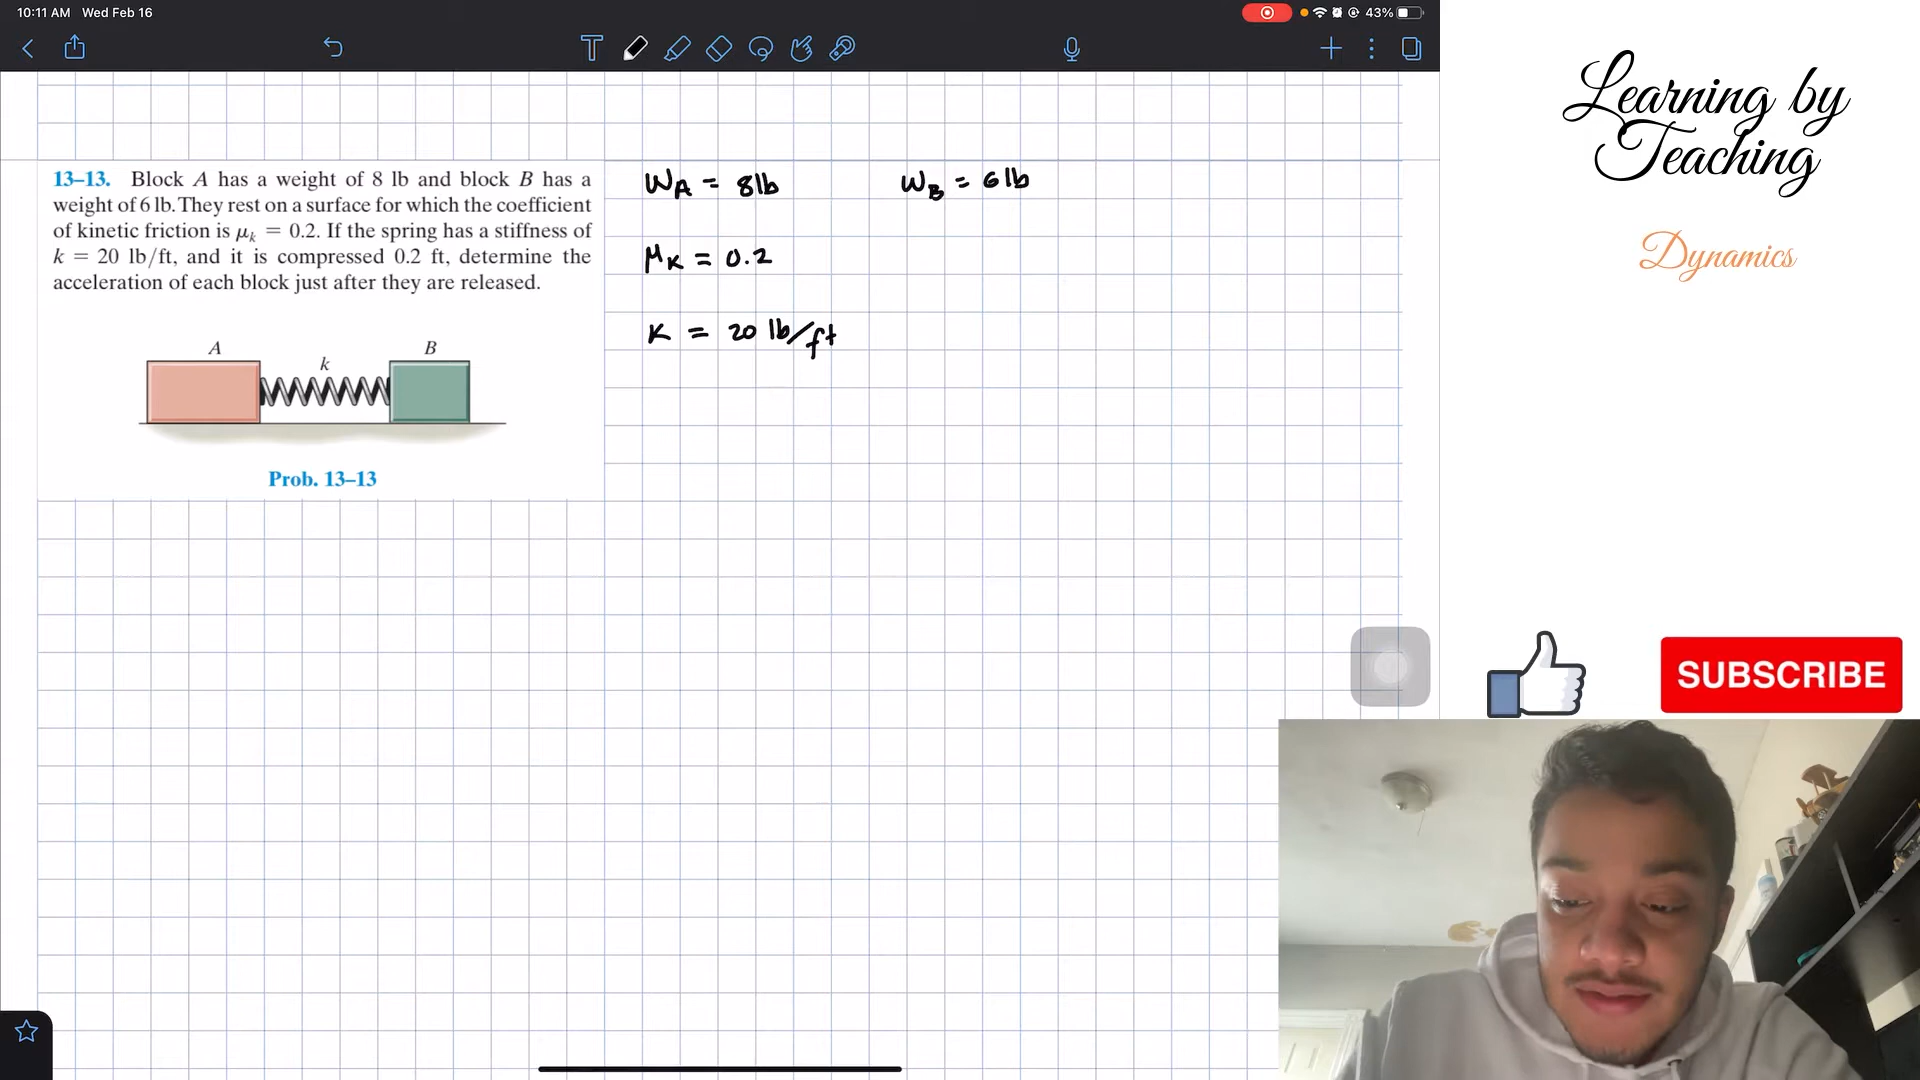 10:11 AM Wed Feb 16
43%
T
Learning by
Teaching
Dynamics
13–13. Block A has a weight of 8 lb and block B has a
weight of 6 lb. They rest on a surface for which the coefficient
of kinetic friction is μk = 0.2. If the spring has a stiffness of
k = 20 lb/ft, and it is compressed 0.2 ft, determine the
acceleration of each block just after they are released.
A
k
B
Prob. 13–13
WA = 8lb
WB = 6lb
μk = 0.2
K = 20 lb/ft
SUBSCRIBE